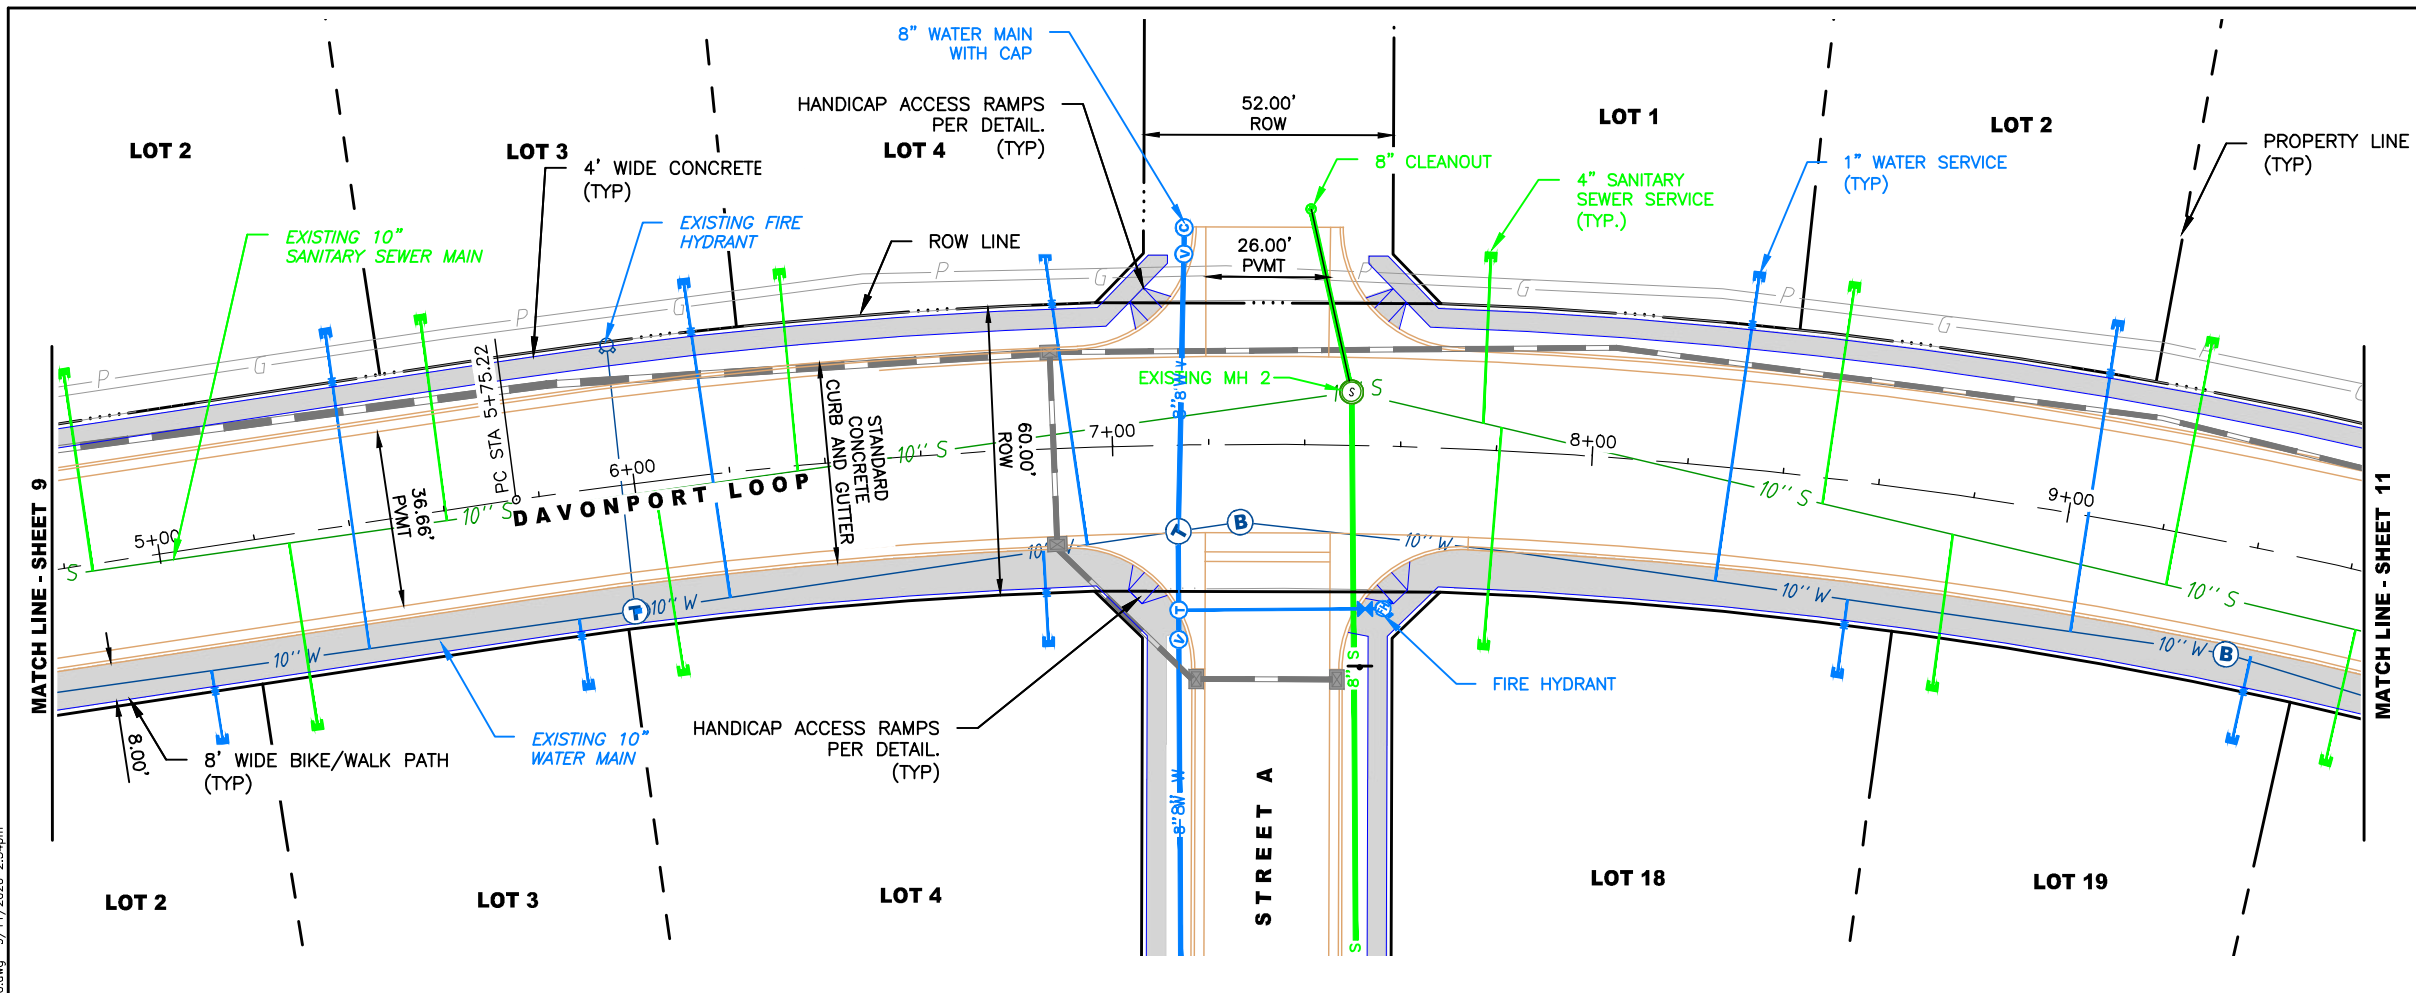 8" WATER MAIN
WITH CAP
HANDICAP ACCESS RAMPS
PER DETAIL.
(TYP)
52.00'
ROW
LOT 1
LOT 2
PROPERTY LINE
(TYP)
LOT 2
LOT 3
LOT 4
4' WIDE CONCRETE
(TYP)
8" CLEANOUT
4" SANITARY
SEWER SERVICE
(TYP.)
1" WATER SERVICE
(TYP)
EXISTING 10"
SANITARY SEWER MAIN
EXISTING FIRE
HYDRANT
ROW LINE
26.00'
PVMT
P
G
P
G
P
G
P
G
P
G
C
V
PC STA 5+75.22
EXISTING MH 2
S
S
8"8"W W
STANDARD
CONCRETE
CURB AND GUTTER
60.00'
ROW
36.66'
PVMT
5+00
6+00
7+00
8+00
9+00
S
10" S
10" S
10" S
10" S
DAVONPORT LOOP
MATCH LINE - SHEET 9
MATCH LINE - SHEET 11
T
B
10" W
10" W
T
10" W
10" W
10" W
B
T
V
8" S
FIRE HYDRANT
8.00'
8' WIDE BIKE/WALK PATH
(TYP)
EXISTING 10"
WATER MAIN
HANDICAP ACCESS RAMPS
PER DETAIL.
(TYP)
8"8"W W
STREET A
S
LOT 2
LOT 3
LOT 4
LOT 18
LOT 19